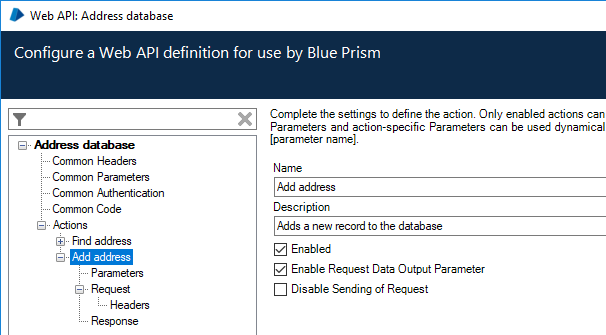 Web API: Address database
Configure a Web API definition for use by Blue Prism
Address database
Common Headers
Common Parameters
Common Authentication
Common Code
Actions
Find address
Add address
Parameters
Request
Headers
Response
Complete the settings to define the action. Only enabled actions can
Parameters and action-specific Parameters can be used dynamical
[parameter name].
Name
Add address
Description
Adds a new record to the database
Enabled
Enable Request Data Output Parameter
Disable Sending of Request